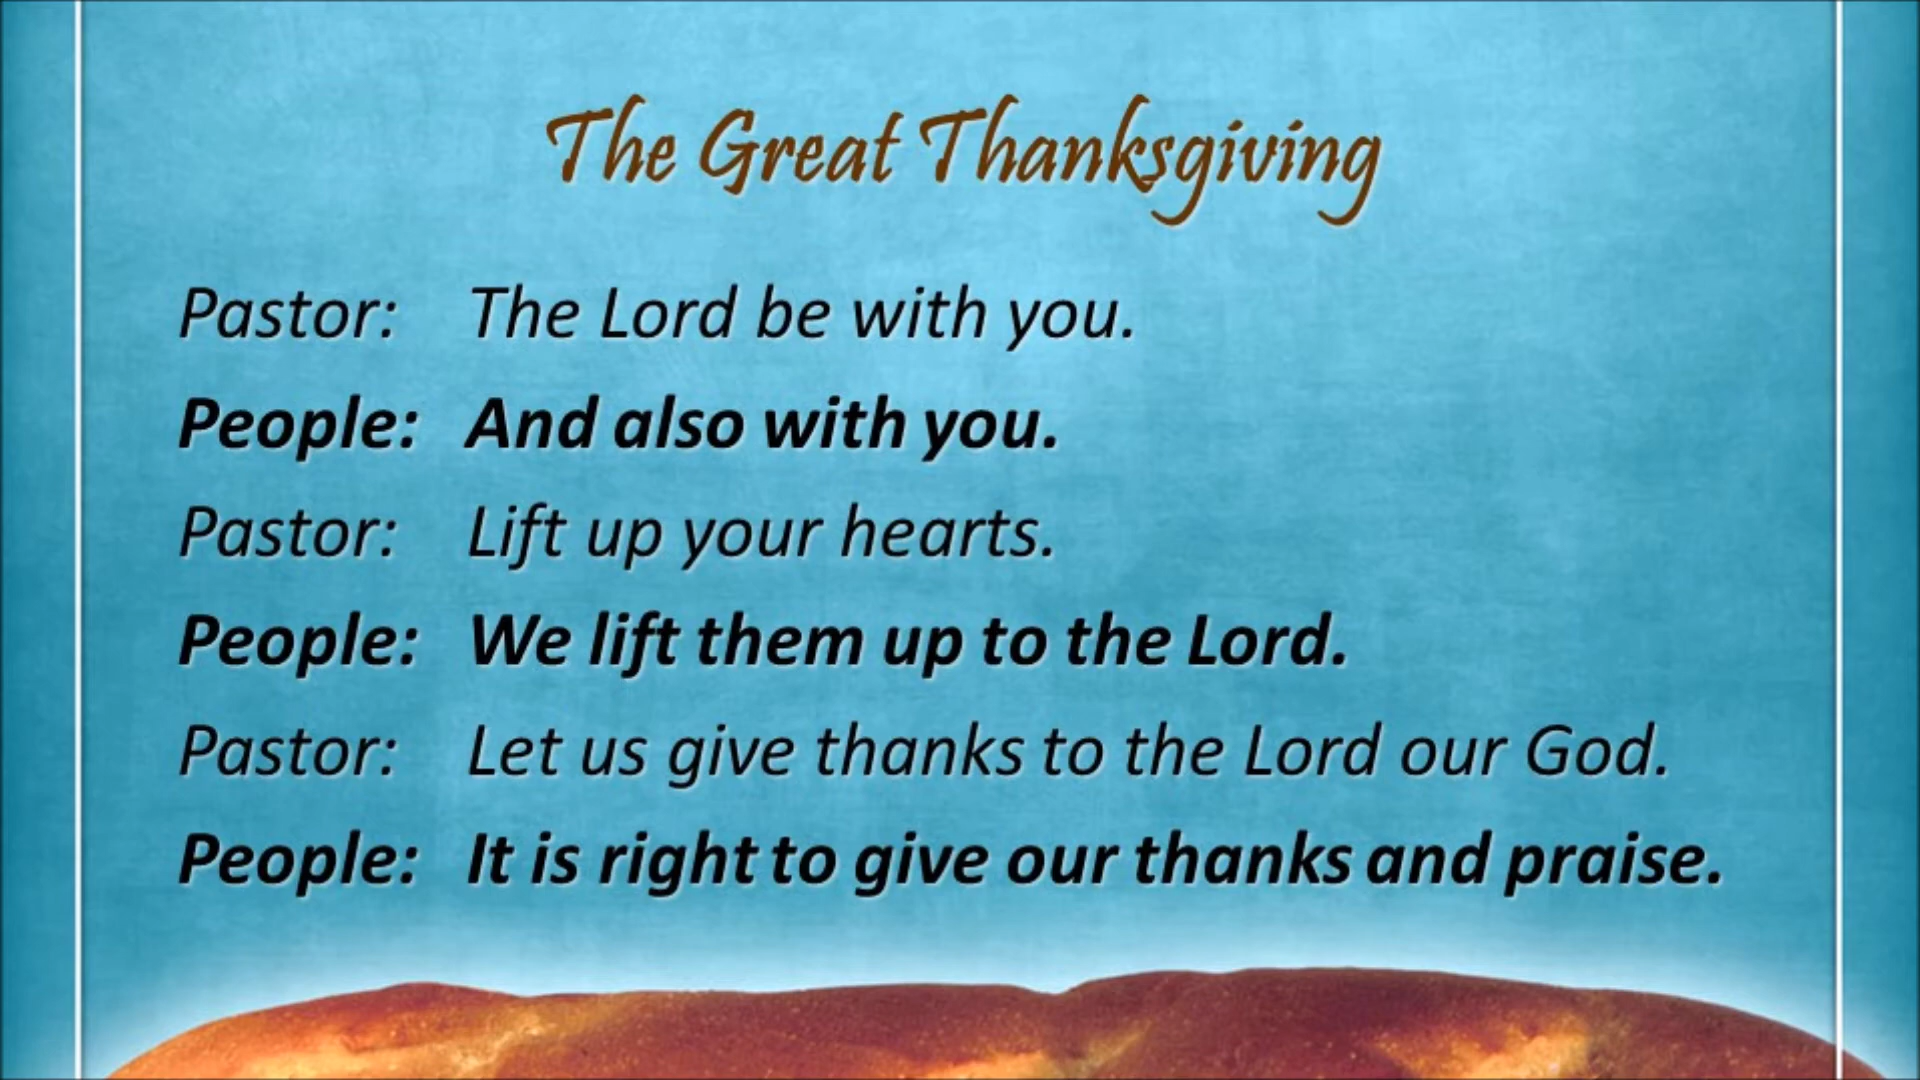 The Great Thanksgiving
Pastor: The Lord be with you.
People: And also with you.
Pastor: Lift up your hearts.
People: We lift them up to the Lord.
Pastor: Let us give thanks to the Lord our God.
People: It is right to give our thanks and praise.